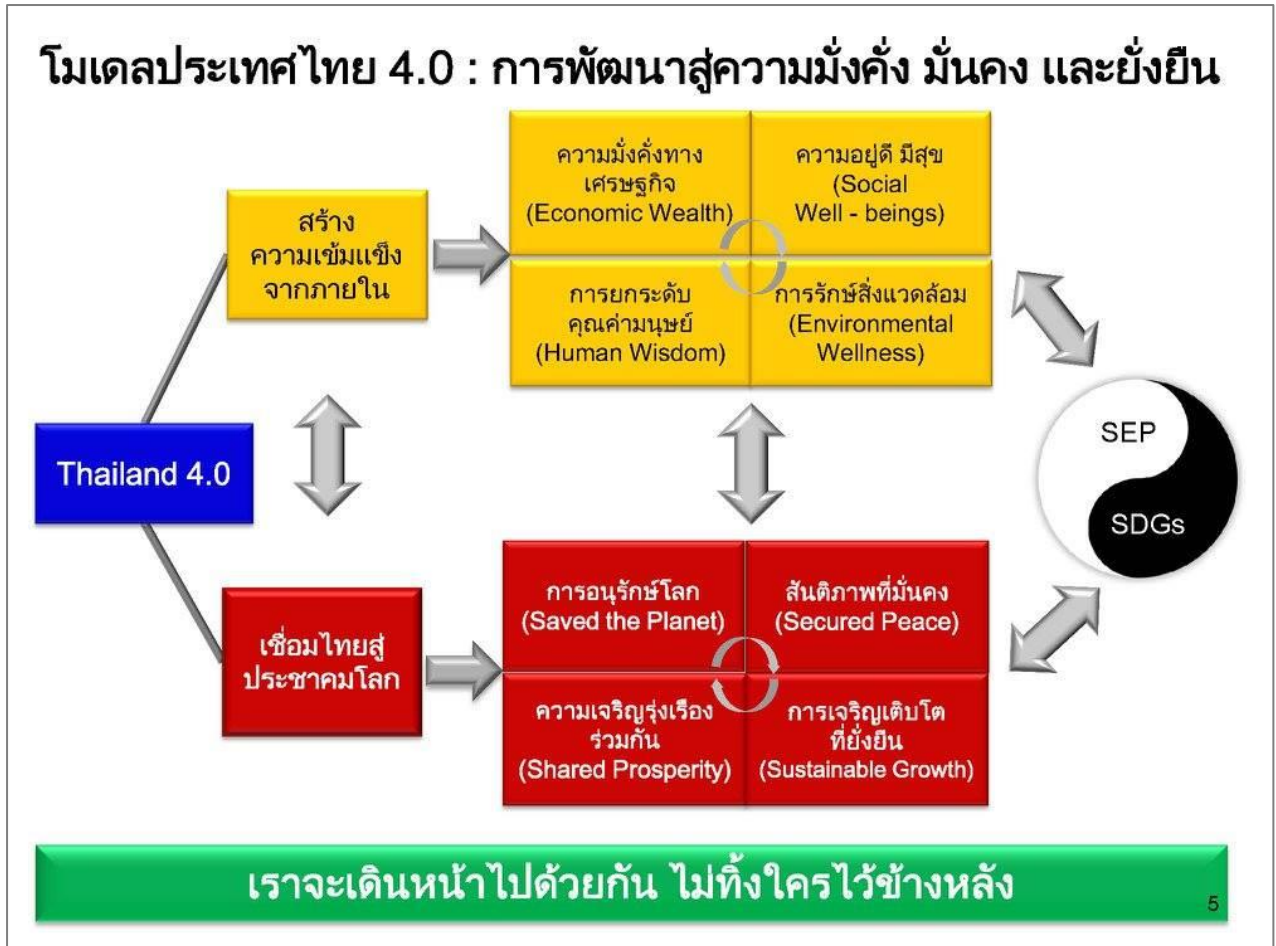 โมเดลประเทศไทย 4.0 : การพัฒนาสู่ความมั่งคั่ง มั่นคง และยั่งยืน
ความมั่งคั่งทาง
เศรษฐกิจ
(Economic Wealth)
ความอยู่ดี มีสุข
(Social
Well - beings)
สร้าง
ความเข้มแข็ง
จากภายใน
การยกระดับ
คุณค่ามนุษย์
(Human Wisdom)
การรักษ์สิ่งแวดล้อม
(Environmental
Wellness)
Thailand 4.0
SEP
SDGs
เชื่อมไทยสู่
ประชาคมโลก
การอนุรักษ์โลก
(Saved the Planet)
สันติภาพที่มั่นคง
(Secured Peace)
ความเจริญรุ่งเรือง
ร่วมกัน
(Shared Prosperity)
การเจริญเติบโต
ที่ยั่งยืน
(Sustainable Growth)
เราจะเดินหน้าไปด้วยกัน ไม่ทิ้งใครไว้ข้างหลัง
5